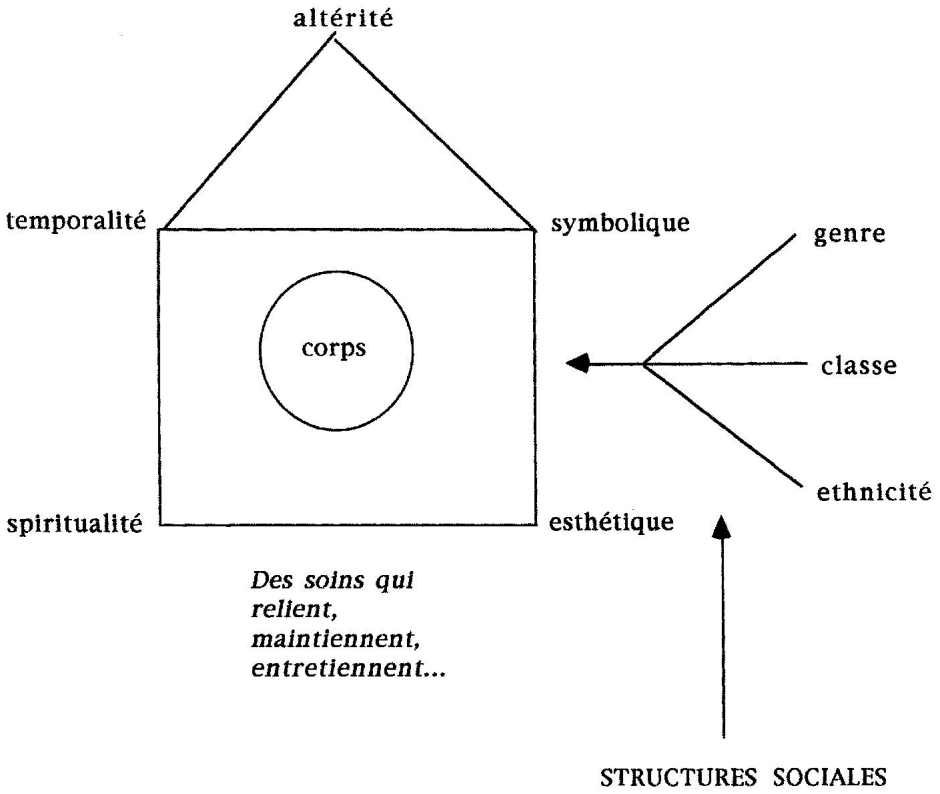 altérité
temporalité
symbolique
genre
corps
classe
ethnicité
spiritualité
esthétique
Des soins qui
relient,
maintiennent,
entretiennent...
STRUCTURES SOCIALES